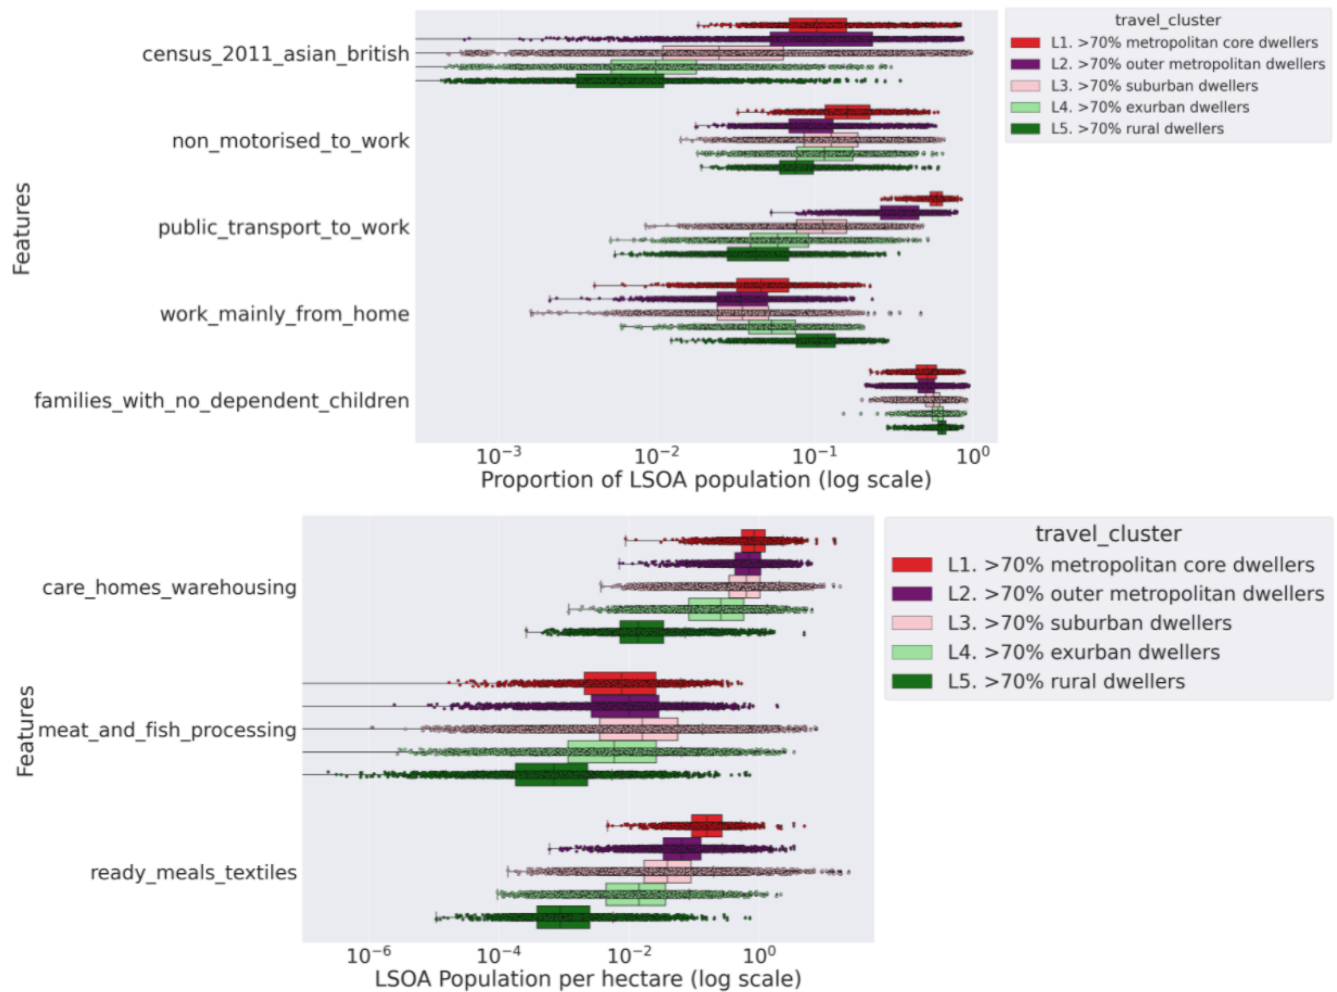 travel_cluster
L1. >70% metropolitan core dwellers
L2. >70% outer metropolitan dwellers
L3. >70% suburban dwellers
L4. >70% exurban dwellers
L5. >70% rural dwellers
Features
census_2011_asian_british
non_motorised_to_work
public_transport_to_work
work_mainly_from_home
families_with_no_dependent_children
10⁻³ 10⁻² 10⁻¹ 10⁰
Proportion of LSOA population (log scale)
travel_cluster
L1. >70% metropolitan core dwellers
L2. >70% outer metropolitan dwellers
L3. >70% suburban dwellers
L4. >70% exurban dwellers
L5. >70% rural dwellers
Features
care_homes_warehousing
meat_and_fish_processing
ready_meals_textiles
10⁻⁶ 10⁻⁴ 10⁻² 10⁰
LSOA Population per hectare (log scale)